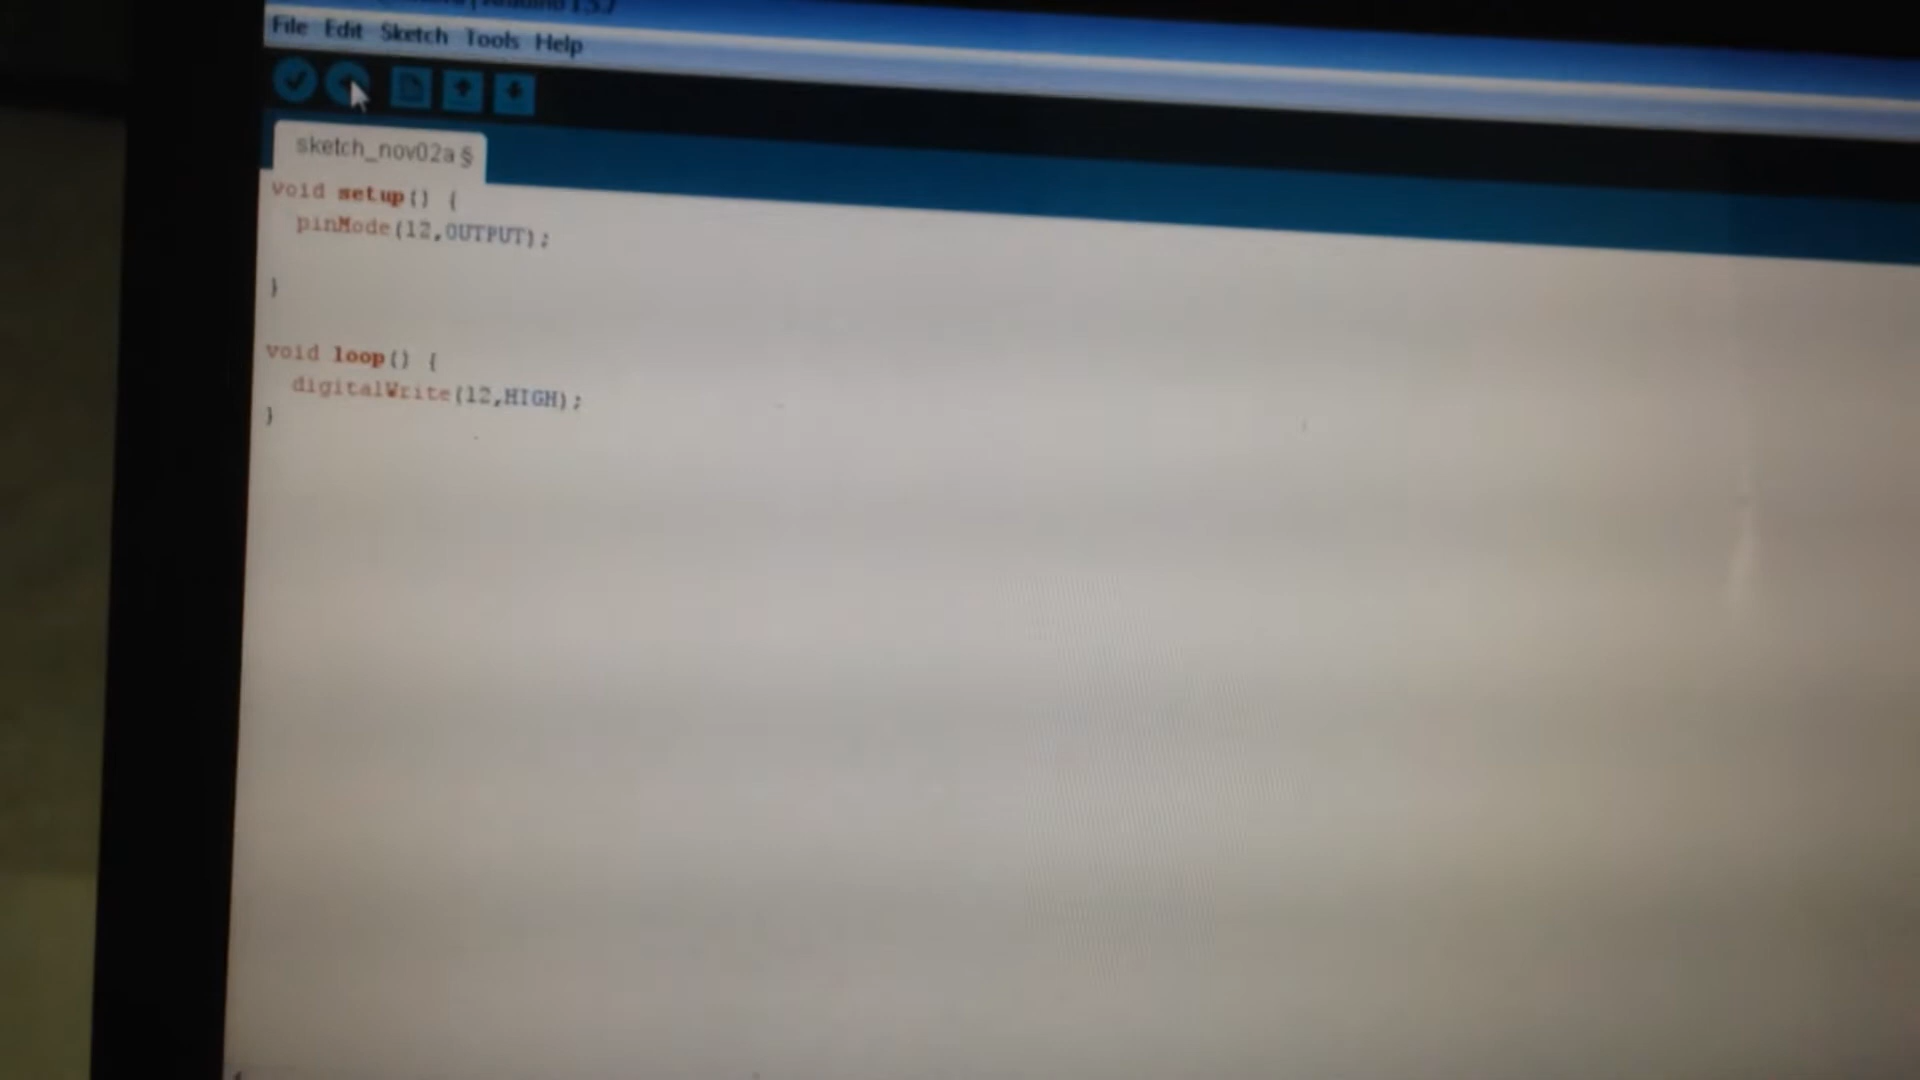 File Edit Sketch Tools Help
sketch_nov02a §
void setup() {
pinMode(12,OUTPUT);
}
void loop() {
digitalWrite(12,HIGH);
}